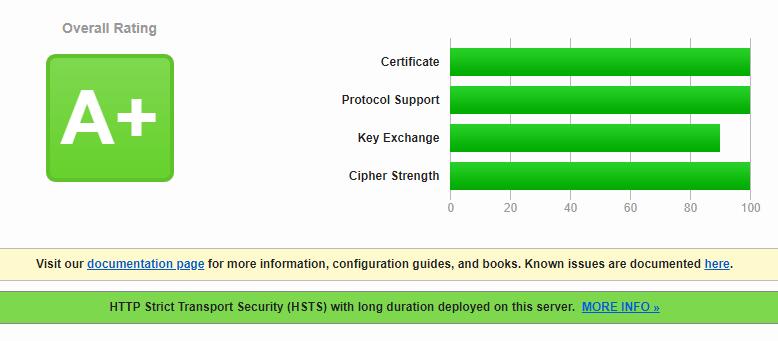 Overall Rating
A+
Certificate
Protocol Support
Key Exchange
Cipher Strength
0 20 40 60 80 100
Visit our documentation page for more information, configuration guides, and books. Known issues are documented here.
HTTP Strict Transport Security (HSTS) with long duration deployed on this server. MORE INFO »